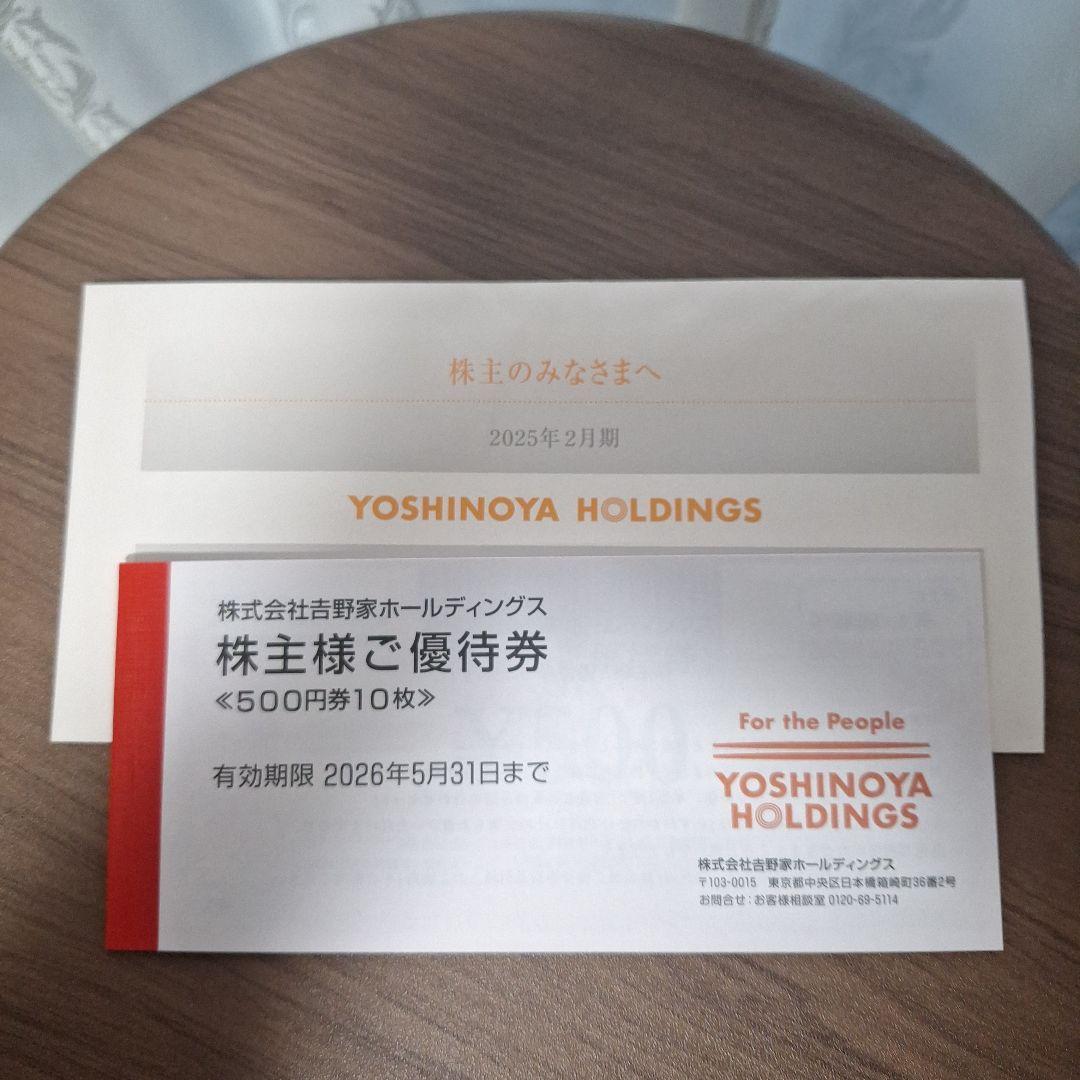 株主のみなさまへ
2025年2月期
YOSHINOYA HOLDINGS
株式会社𠮷野家ホールディングス
株主様ご優待券
≪500円券10枚≫
有効期限 2026年5月31日まで
For the People
YOSHINOYA
HOLDINGS
株式会社𠮷野家ホールディングス
〒103-0015 東京都中央区日本橋箱崎町36番2号
お問合せ:お客様相談室 0120-69-5114